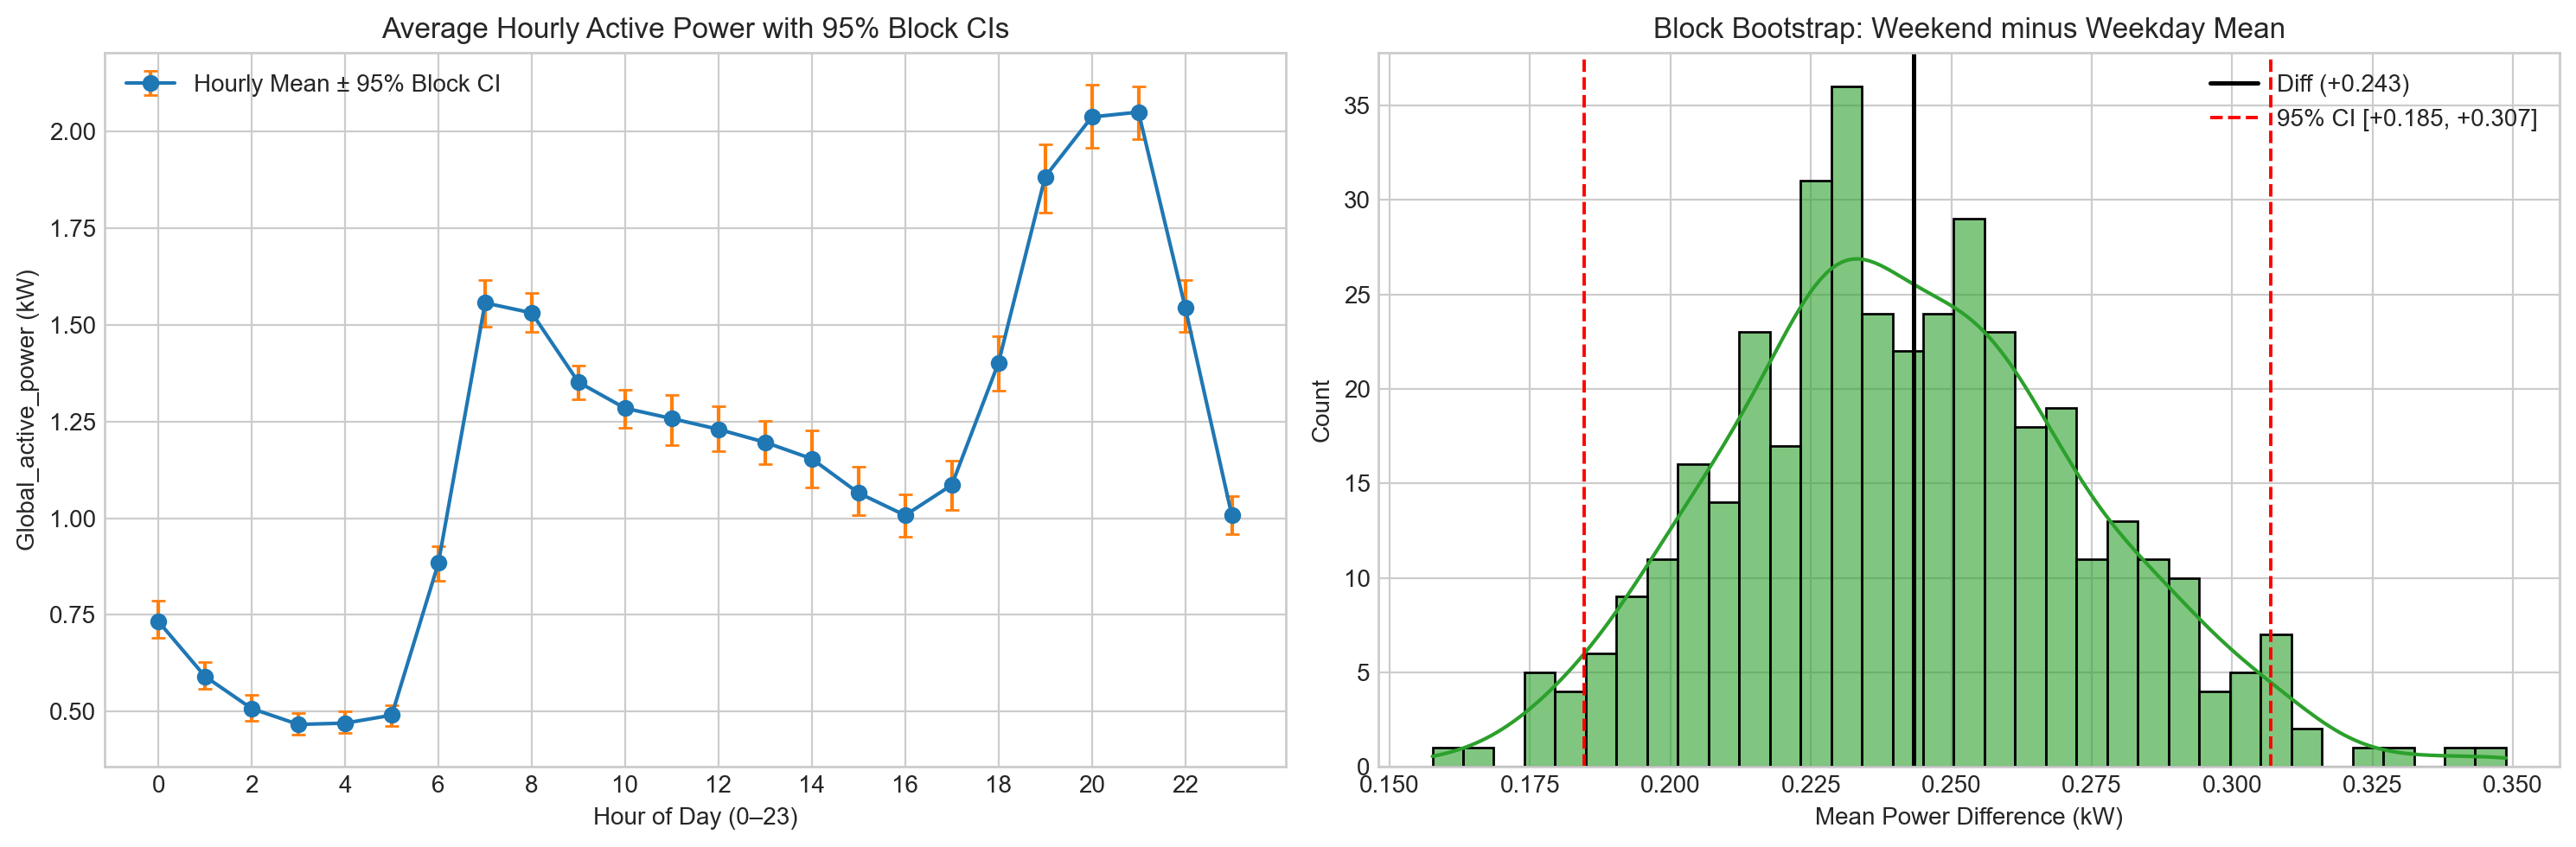 Average Hourly Active Power with 95% Block CIs
Hourly Mean ± 95% Block CI
Global_active_power (kW)
2.00
1.75
1.50
1.25
1.00
0.75
0.50
0 2 4 6 8 10 12 14 16 18 20 22
Hour of Day (0–23)
Block Bootstrap: Weekend minus Weekday Mean
Diff (+0.243)
95% CI [+0.185, +0.307]
Count
35
30
25
20
15
10
5
0
0.150 0.175 0.200 0.225 0.250 0.275 0.300 0.325 0.350
Mean Power Difference (kW)